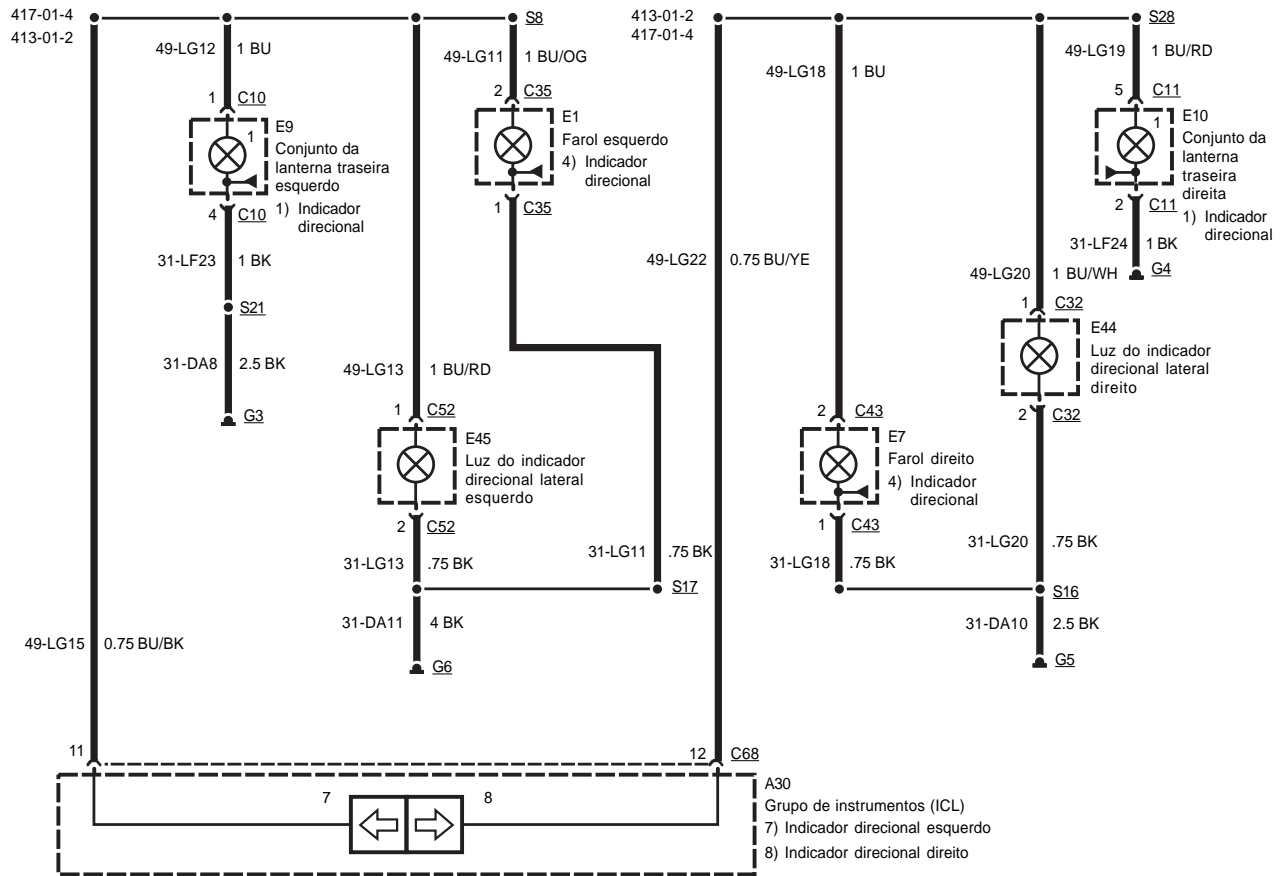 417-01-4
413-01-2
S8
413-01-2
417-01-4
S28
49-LG12 1 BU
49-LG11 1 BU/OG
49-LG18 1 BU
49-LG19 1 BU/RD
1 C10
2 C35
5 C11
E9
Conjunto da
lanterna traseira
esquerdo
1) Indicador
direcional
1
E1
Farol esquerdo
4) Indicador
direcional
E10
Conjunto da
lanterna
traseira
direita
1) Indicador
direcional
1
4 C10
1 C35
2 C11
31-LF23 1 BK
49-LG22 0.75 BU/YE
31-LF24 1 BK
G4
49-LG20 1 BU/WH
S21
1 C32
E44
Luz do indicador
direcional lateral
direito
31-DA8 2.5 BK
49-LG13 1 BU/RD
G3
1 C52
2 C43
2 C32
E45
Luz do indicador
direcional lateral
esquerdo
E7
Farol direito
4) Indicador
direcional
2 C52
1 C43
31-LG13 .75 BK
31-LG11 .75 BK
31-LG18 .75 BK
31-LG20 .75 BK
S17
S16
31-DA11 4 BK
31-DA10 2.5 BK
49-LG15 0.75 BU/BK
G6
G5
11
12 C68
7
8
A30
Grupo de instrumentos (ICL)
7) Indicador direcional esquerdo
8) Indicador direcional direito